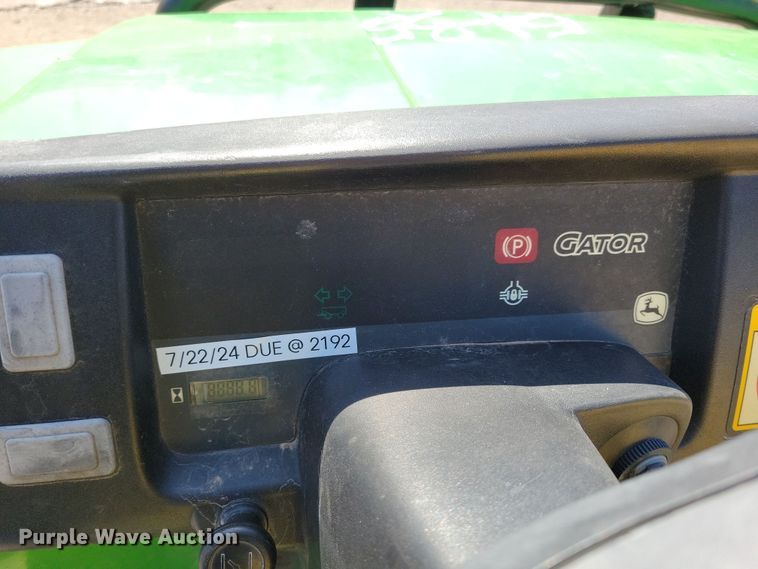 P
GATOR
7/22/24 DUE @ 2192
Purple Wave Auction